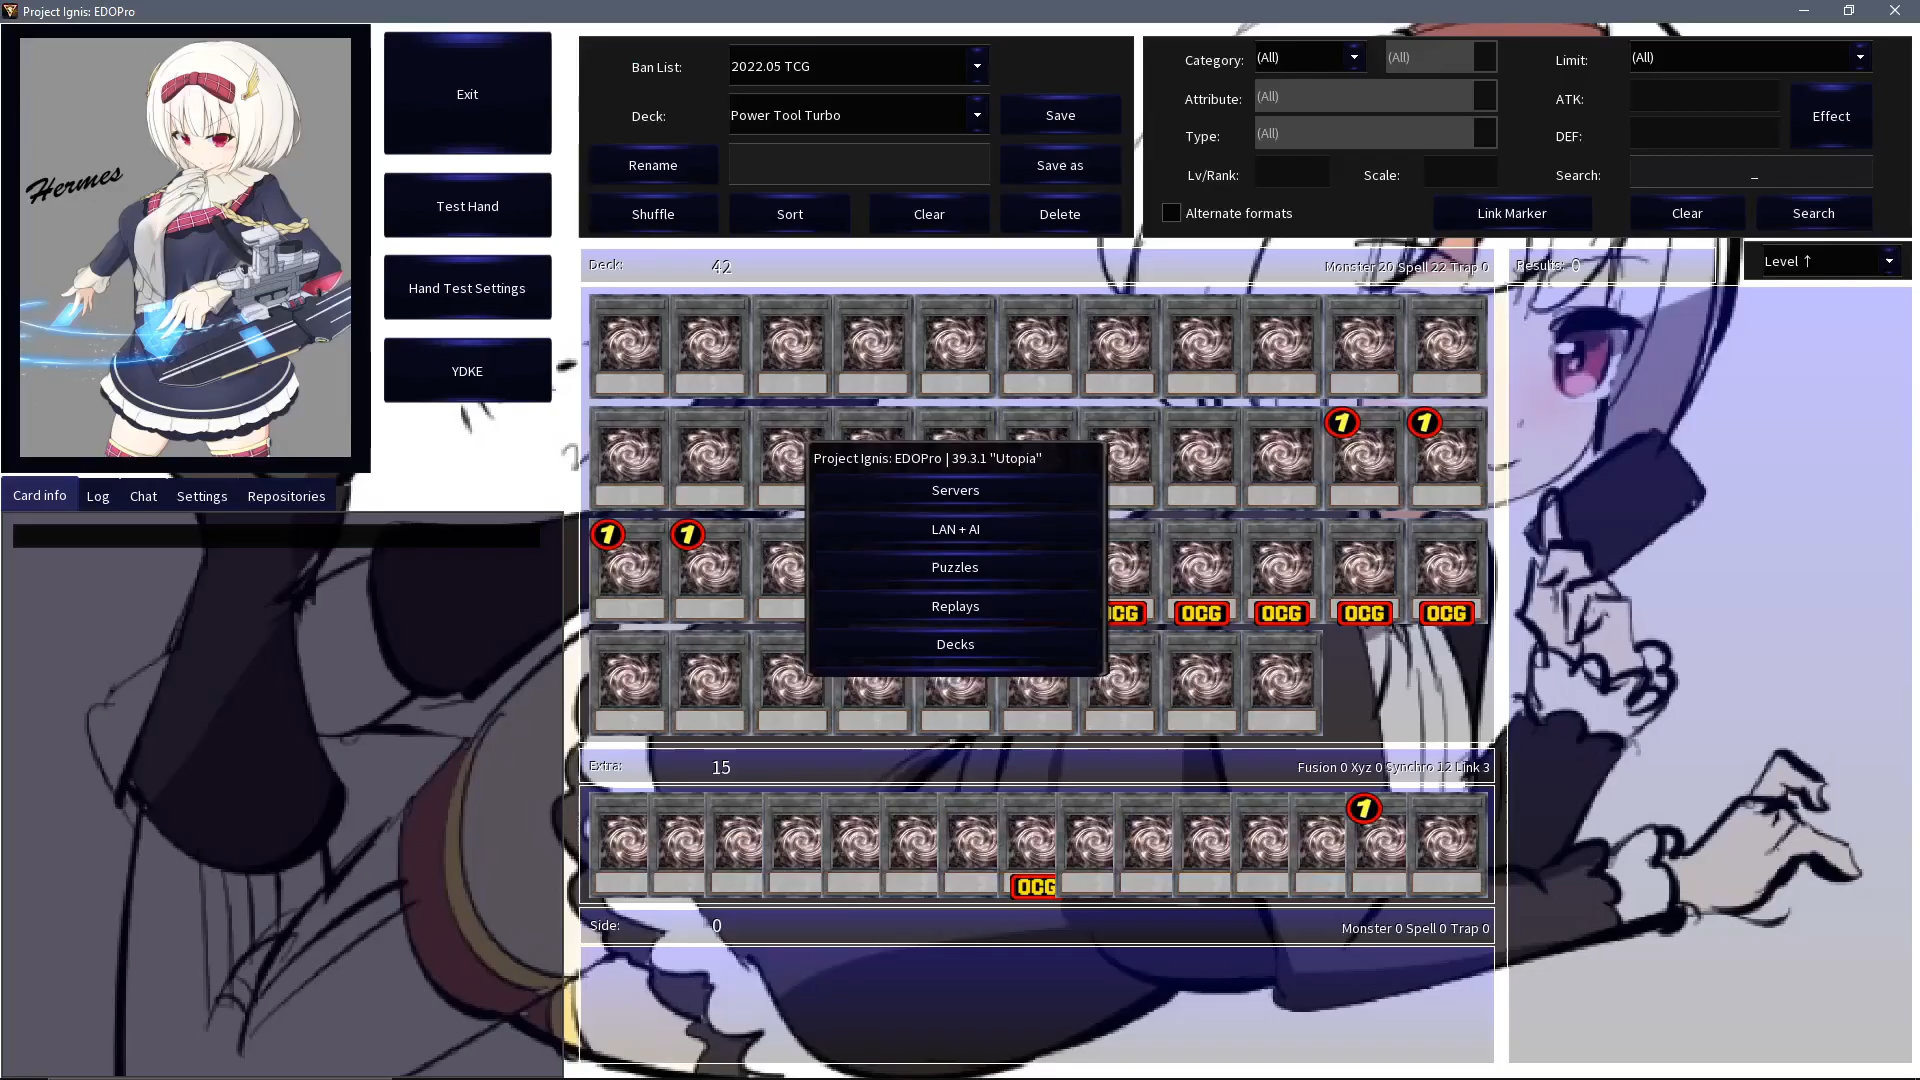 Project Ignis: EDOPro
Hermes
Exit
Test Hand
Hand Test Settings
YDKE
Ban List:
2022.05 TCG
Deck:
Power Tool Turbo
Save
Rename
Save as
Shuffle
Sort
Clear
Delete
Category:
(All)
(All)
Limit:
(All)
Attribute:
(All)
ATK:
Effect
Type:
(All)
DEF:
Lv/Rank:
Scale:
Search:
_
Alternate formats
Link Marker
Clear
Search
Deck:
42
Monster 20 Spell 22 Trap 0
Results:
0
Level ↑
1
1
1
1
OCG
OCG
OCG
OCG
OCG
Project Ignis: EDOPro | 39.3.1 "Utopia"
Servers
LAN + AI
Puzzles
Replays
Decks
Card info
Log
Chat
Settings
Repositories
Extra:
15
Fusion 0 Xyz 0 Synchro 12 Link 3
1
OCG
Side:
0
Monster 0 Spell 0 Trap 0